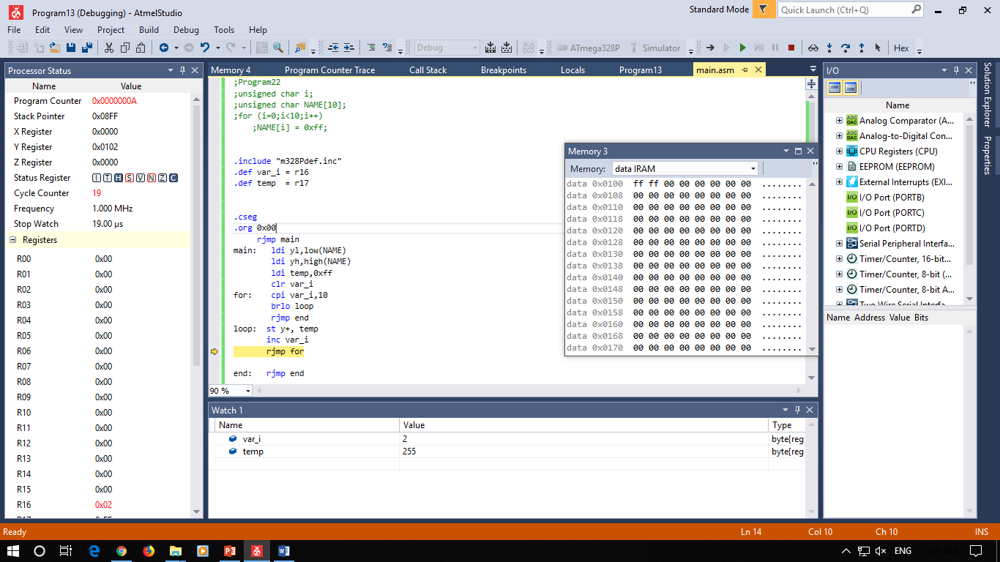 Program13 (Debugging) - AtmelStudio
Standard Mode
Quick Launch (Ctrl+Q)
File Edit View Project Build Debug Tools Help
Debug
ATmega328P
Simulator
Hex
Processor Status
Name Value
Program Counter 0x0000000A
Stack Pointer 0x08FF
X Register 0x0000
Y Register 0x0102
Z Register 0x0000
Status Register I T H S V N Z C
Cycle Counter 19
Frequency 1.000 MHz
Stop Watch 19.00 µs
Registers
R00 0x00
R01 0x00
R02 0x00
R03 0x00
R04 0x00
R05 0x00
R06 0x00
R07 0x00
R08 0x00
R09 0x00
R10 0x00
R11 0x00
R12 0x00
R13 0x00
R14 0x00
R15 0x00
R16 0x02
Memory 4 Program Counter Trace Call Stack Breakpoints Locals Program13 main.asm
;Program22
;unsigned char i;
;unsigned char NAME[10];
;for (i=0;i<10;i++)
;NAME[i] = 0xff;
.include "m328Pdef.inc"
.def var_i = r16
.def temp = r17
.cseg
.org 0x00
rjmp main
main: ldi yl,low(NAME)
ldi yh,high(NAME)
ldi temp,0xff
clr var_i
for: cpi var_i,10
brlo loop
rjmp end
loop: st y+, temp
inc var_i
rjmp for
end: rjmp end
90 %
Memory 3
Memory: data IRAM
data 0x0100 ff ff 00 00 00 00 00 00 ........
data 0x0108 00 00 00 00 00 00 00 00 ........
data 0x0110 00 00 00 00 00 00 00 00 ........
data 0x0118 00 00 00 00 00 00 00 00 ........
data 0x0120 00 00 00 00 00 00 00 00 ........
data 0x0128 00 00 00 00 00 00 00 00 ........
data 0x0130 00 00 00 00 00 00 00 00 ........
data 0x0138 00 00 00 00 00 00 00 00 ........
data 0x0140 00 00 00 00 00 00 00 00 ........
data 0x0148 00 00 00 00 00 00 00 00 ........
data 0x0150 00 00 00 00 00 00 00 00 ........
data 0x0158 00 00 00 00 00 00 00 00 ........
data 0x0160 00 00 00 00 00 00 00 00 ........
data 0x0168 00 00 00 00 00 00 00 00 ........
data 0x0170 00 00 00 00 00 00 00 00 ........
Watch 1
Name Value Type
var_i 2 byte{reg
temp 255 byte{reg
I/O
Name
Analog Comparator (A...
Analog-to-Digital Con...
CPU Registers (CPU)
EEPROM (EEPROM)
External Interrupts (EXI...
I/O Port (PORTB)
I/O Port (PORTC)
I/O Port (PORTD)
Serial Peripheral Interfa...
Timer/Counter, 16-bit...
Timer/Counter, 8-bit (...
Timer/Counter, 8-bit A...
Two Wire Serial Interfa...
Name Address Value Bits
Solution Explorer
Properties
Ready
Ln 14
Col 10
Ch 10
INS
ENG